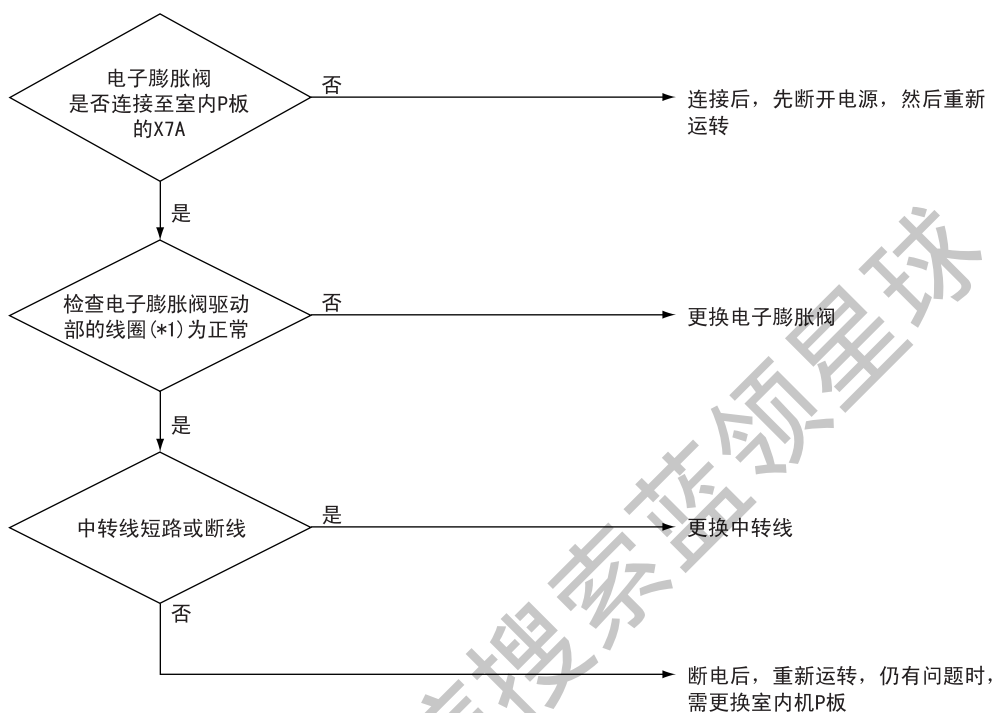 电子膨胀阀
是否连接至室内P板
的X7A
否
连接后，先断开电源，然后重新
运转
是
检查电子膨胀阀驱动
部的线圈(*1)为正常
否
更换电子膨胀阀
是
中转线短路或断线
是
更换中转线
否
断电后，重新运转，仍有问题时，
需更换室内机P板
搜索蓝领星球